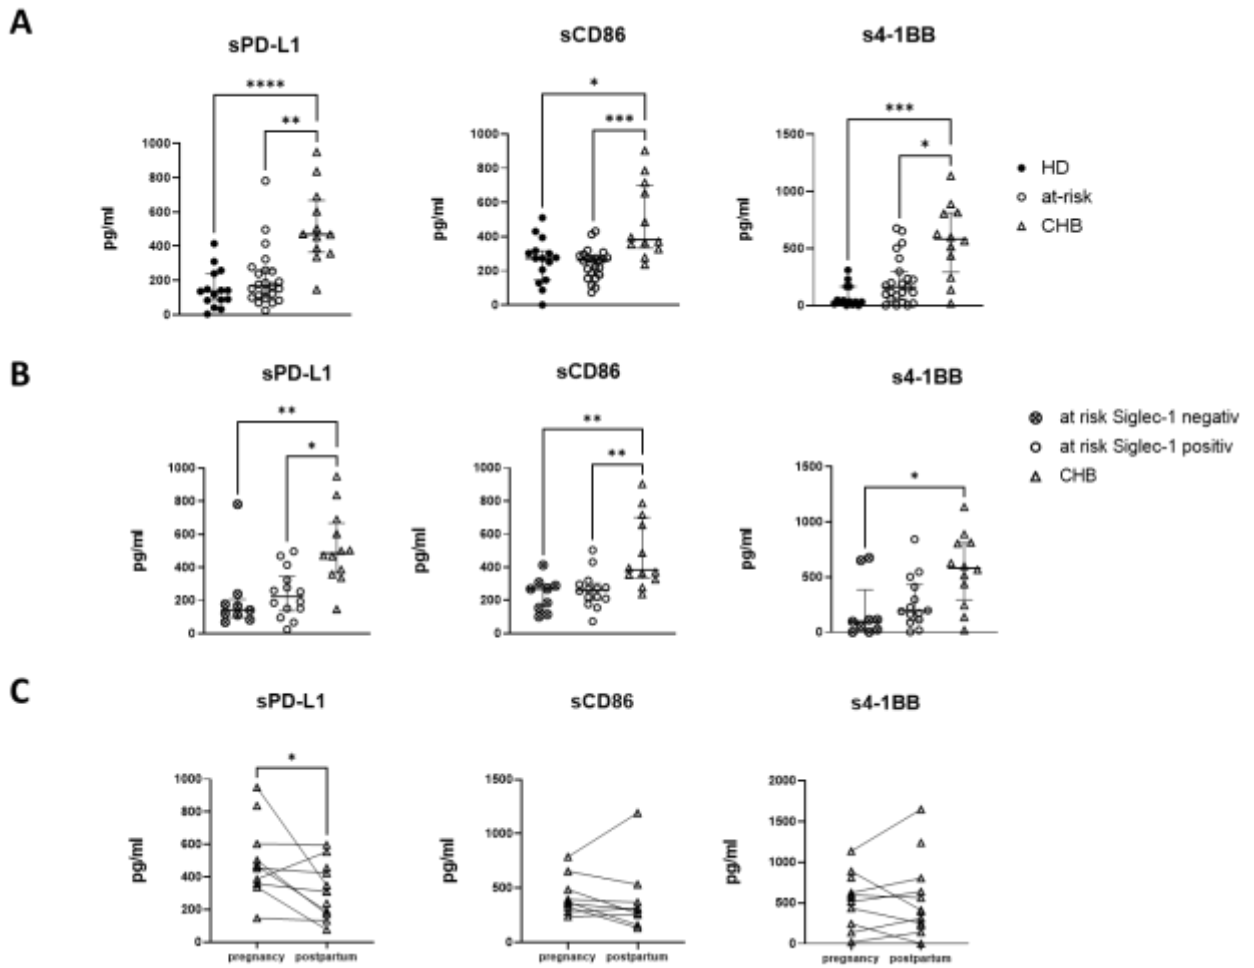 A
sPD-L1
sCD86
s4-1BB
****
**
*
***
***
*
pg/ml
1000
800
600
400
200
0
pg/ml
1000
800
600
400
200
0
pg/ml
1500
1000
500
0
HD
at-risk
CHB
B
sPD-L1
sCD86
s4-1BB
**
*
**
**
*
pg/ml
1000
800
600
400
200
0
pg/ml
1000
800
600
400
200
0
pg/ml
1500
1000
500
0
at risk Siglec-1 negativ
at risk Siglec-1 positiv
CHB
C
sPD-L1
sCD86
s4-1BB
*
pg/ml
1000
800
600
400
200
0
pregnancy postpartum
pg/ml
1500
1000
500
0
pregnancy postpartum
pg/ml
2000
1500
1000
500
0
pregnancy postpartum